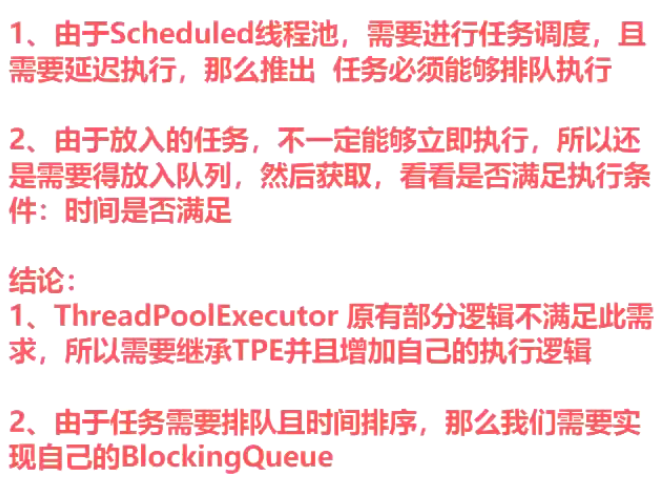 1、由于Scheduled线程池，需要进行任务调度，且
需要延迟执行，那么推出 任务必须能够排队执行
2、由于放入的任务，不一定能够立即执行，所以还
是需要得放入队列，然后获取，看看是否满足执行条
件：时间是否满足
结论：
1、ThreadPoolExecutor 原有部分逻辑不满足此需
求，所以需要继承TPE并且增加自己的执行逻辑
2、由于任务需要排队且时间排序，那么我们需要实
现自己的BlockingQueue